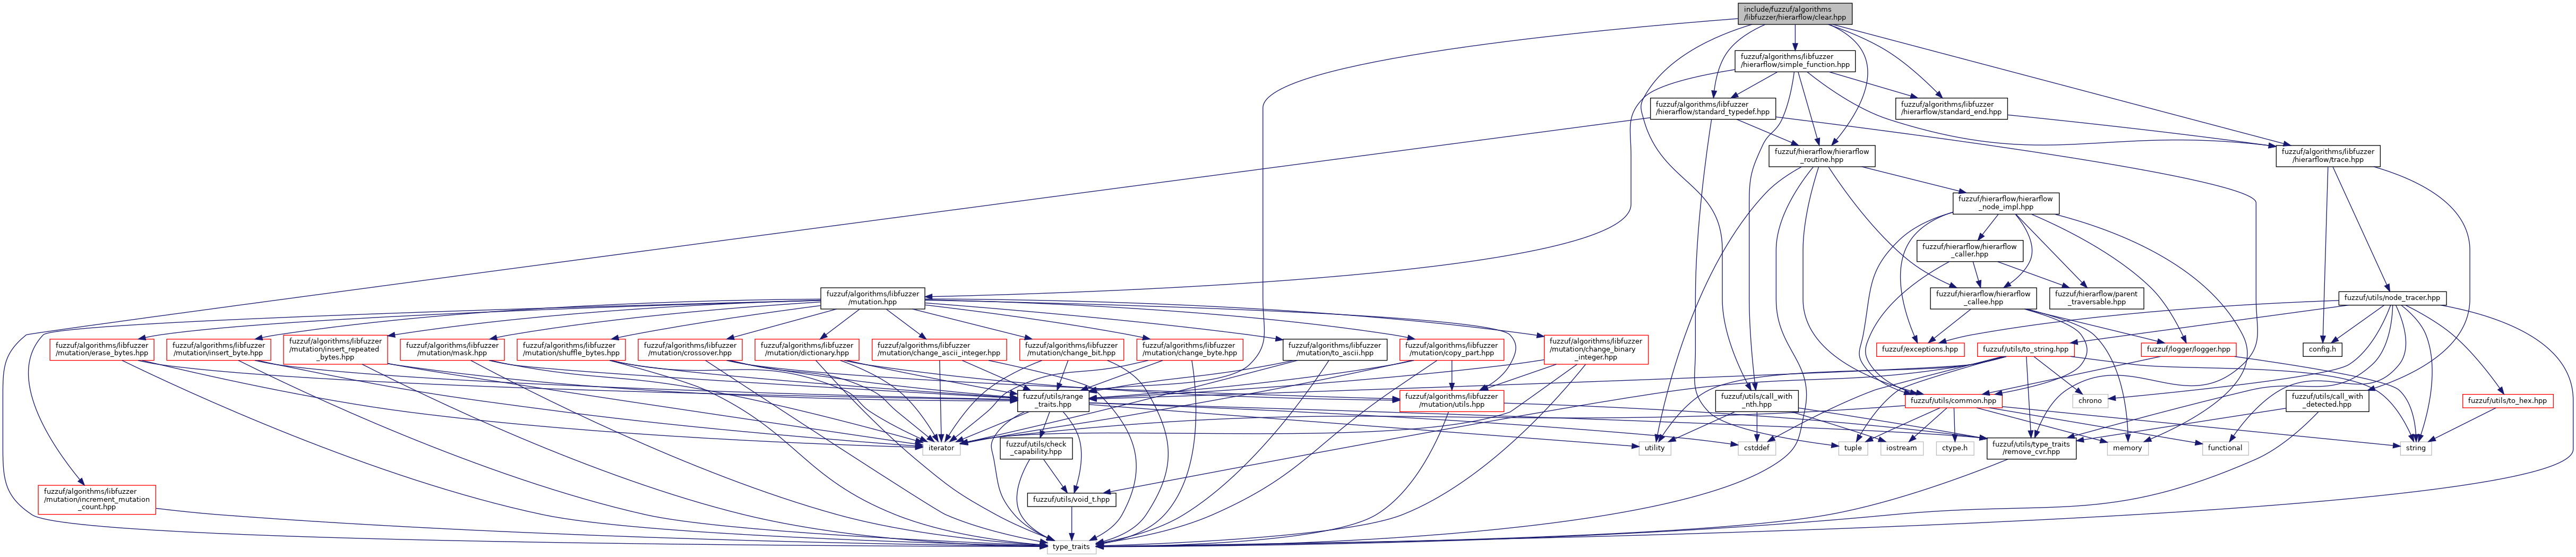 include/fuzzuf/algorithms
/libfuzzer/hierarflow/clear.hpp
fuzzuf/algorithms/libfuzzer
/hierarflow/simple_function.hpp
fuzzuf/algorithms/libfuzzer
/hierarflow/standard_typedef.hpp
fuzzuf/algorithms/libfuzzer
/hierarflow/standard_end.hpp
fuzzuf/hierarflow/hierarflow
_routine.hpp
fuzzuf/algorithms/libfuzzer
/hierarflow/trace.hpp
fuzzuf/hierarflow/hierarflow
_node_impl.hpp
fuzzuf/hierarflow/hierarflow
_caller.hpp
fuzzuf/algorithms/libfuzzer
/mutation.hpp
fuzzuf/hierarflow/hierarflow
_callee.hpp
fuzzuf/hierarflow/parent
_traversable.hpp
fuzzuf/utils/node_tracer.hpp
fuzzuf/algorithms/libfuzzer
/mutation/erase_bytes.hpp
fuzzuf/algorithms/libfuzzer
/mutation/insert_byte.hpp
fuzzuf/algorithms/libfuzzer
/mutation/insert_repeated
_bytes.hpp
fuzzuf/algorithms/libfuzzer
/mutation/mask.hpp
fuzzuf/algorithms/libfuzzer
/mutation/shuffle_bytes.hpp
fuzzuf/algorithms/libfuzzer
/mutation/crossover.hpp
fuzzuf/algorithms/libfuzzer
/mutation/dictionary.hpp
fuzzuf/algorithms/libfuzzer
/mutation/change_ascii_integer.hpp
fuzzuf/algorithms/libfuzzer
/mutation/change_bit.hpp
fuzzuf/algorithms/libfuzzer
/mutation/change_byte.hpp
fuzzuf/algorithms/libfuzzer
/mutation/to_ascii.hpp
fuzzuf/algorithms/libfuzzer
/mutation/copy_part.hpp
fuzzuf/algorithms/libfuzzer
/mutation/change_binary
_integer.hpp
fuzzuf/exceptions.hpp
fuzzuf/utils/to_string.hpp
fuzzuf/logger/logger.hpp
config.h
fuzzuf/utils/range
_traits.hpp
fuzzuf/algorithms/libfuzzer
/mutation/utils.hpp
fuzzuf/utils/call_with
_nth.hpp
fuzzuf/utils/common.hpp
chrono
fuzzuf/utils/call_with
_detected.hpp
fuzzuf/utils/to_hex.hpp
iterator
fuzzuf/utils/check
_capability.hpp
utility
cstddef
tuple
iostream
ctype.h
fuzzuf/utils/type_traits
/remove_cvr.hpp
memory
functional
string
fuzzuf/algorithms/libfuzzer
/mutation/increment_mutation
_count.hpp
fuzzuf/utils/void_t.hpp
type_traits